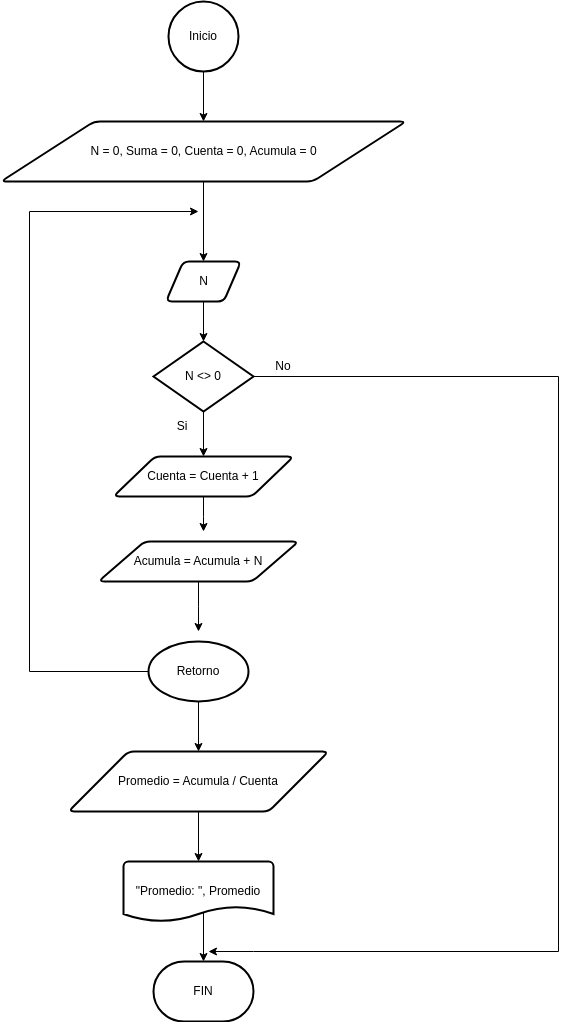 Inicio
N = 0, Suma = 0, Cuenta = 0, Acumula = 0
N
N <> 0
No
Si
Cuenta = Cuenta + 1
Acumula = Acumula + N
Retorno
Promedio = Acumula / Cuenta
"Promedio: ", Promedio
FIN